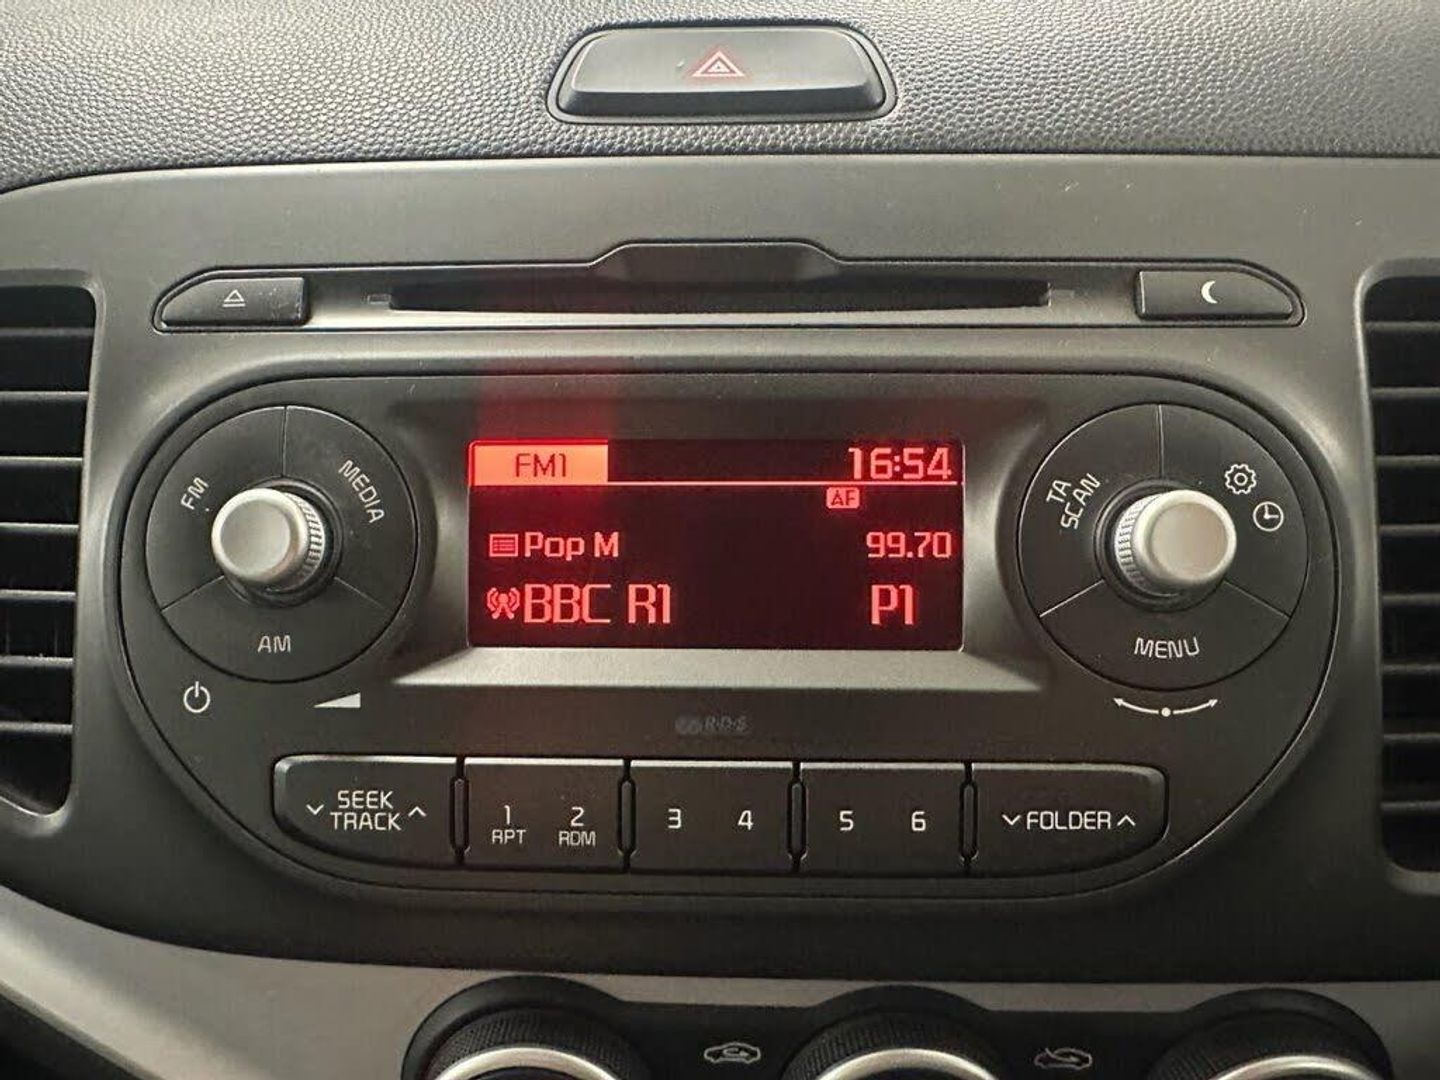 FM1 16:54
AF
Pop M 99.70
BBC R1 P1
FM
MEDIA
AM
TA
SCAN
MENU
R·D·S
SEEK
TRACK
1
RPT
2
RDM
3
4
5
6
FOLDER